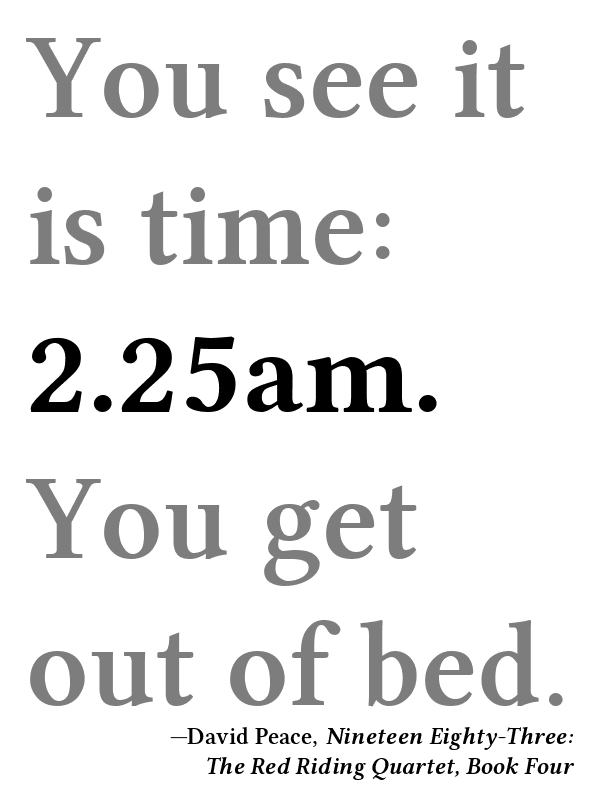 You see it
is time:
2.25am.
You get
out of bed.
—David Peace, Nineteen Eighty-Three:
The Red Riding Quartet, Book Four